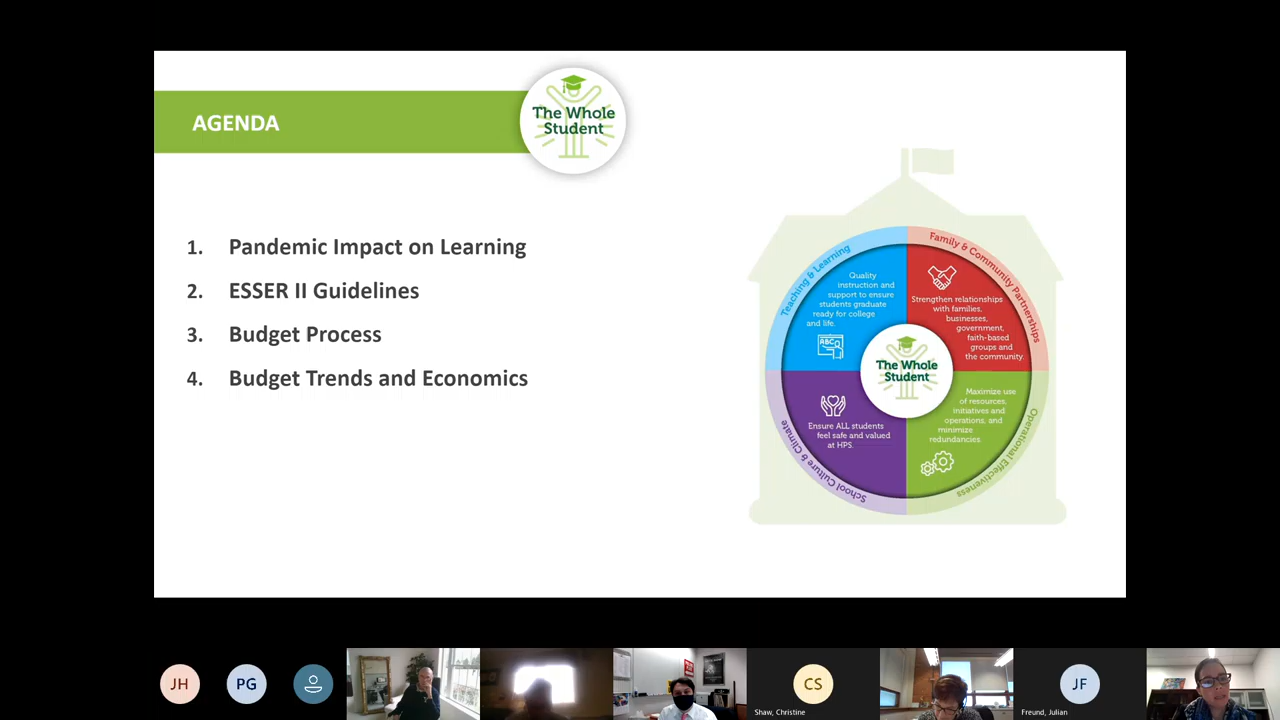 AGENDA
The Whole
Student
1. Pandemic Impact on Learning
2. ESSER II Guidelines
3. Budget Process
4. Budget Trends and Economics
Teaching & Learning
Quality
instruction and
support to ensure
students graduate
ready for college
and life.
ABC
Family & Community Partnerships
Strengthen relationships
with families,
businesses,
government,
faith-based
groups and
the community.
The Whole
Student
School Culture & Climate
Ensure ALL students
feel safe and valued
at HPS.
Operational Effectiveness
Maximize use
of resources,
initiatives and
operations, and
minimize
redundancies.
JH
PG
CS
Shaw, Christine
JF
Freund, Julian